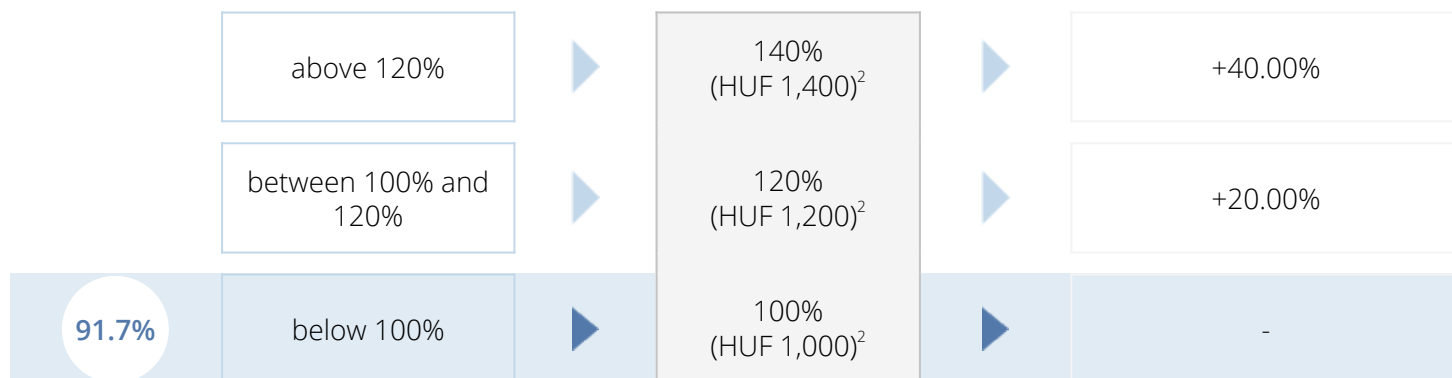 above 120%
140%
(HUF 1,400)²
+40.00%
between 100% and
120%
120%
(HUF 1,200)²
+20.00%
91.7%
below 100%
100%
(HUF 1,000)²
-